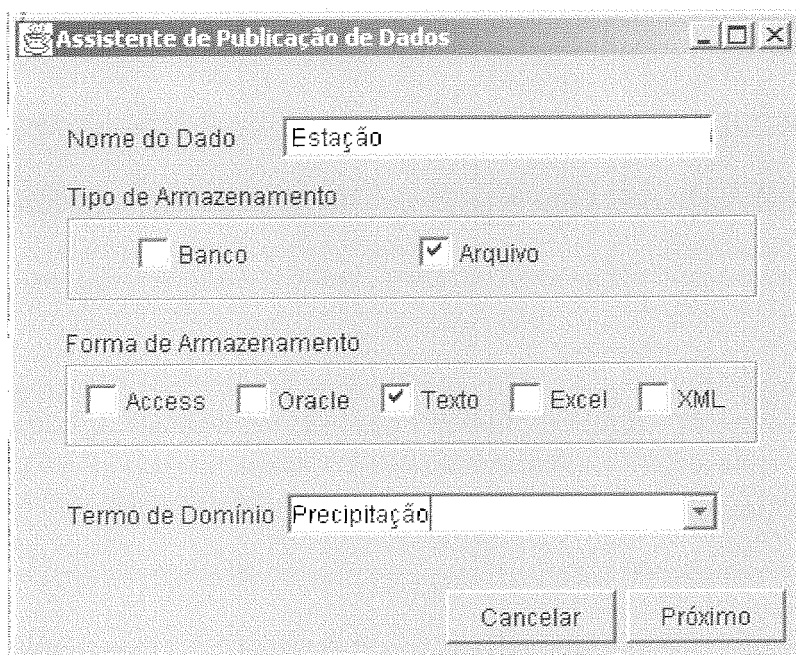 Assistente de Publicação de Dados
Nome do Dado Estação
Tipo de Armazenamento
Banco Arquivo
Forma de Armazenamento
Access Oracle Texto Excel XML
Termo de Domínio Precipitação
Cancelar Próximo